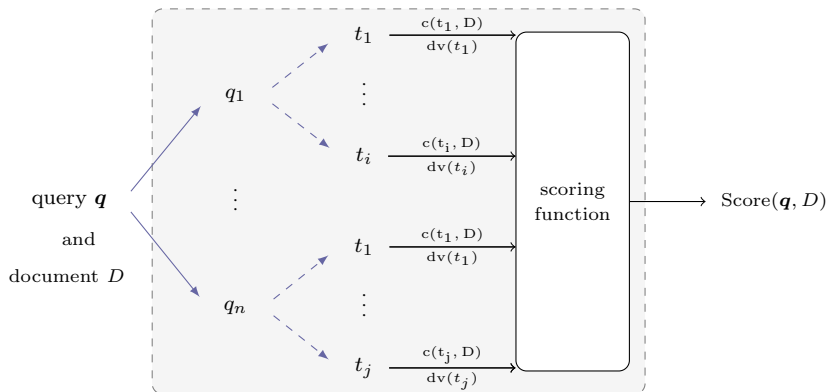 t₁
c(t₁, D)
dv(t₁)
q₁
⋮
tᵢ
c(tᵢ, D)
dv(tᵢ)
query q
and
document D
⋮
scoring
function
Score(q, D)
t₁
c(t₁, D)
dv(t₁)
qₙ
⋮
tⱼ
c(tⱼ, D)
dv(tⱼ)